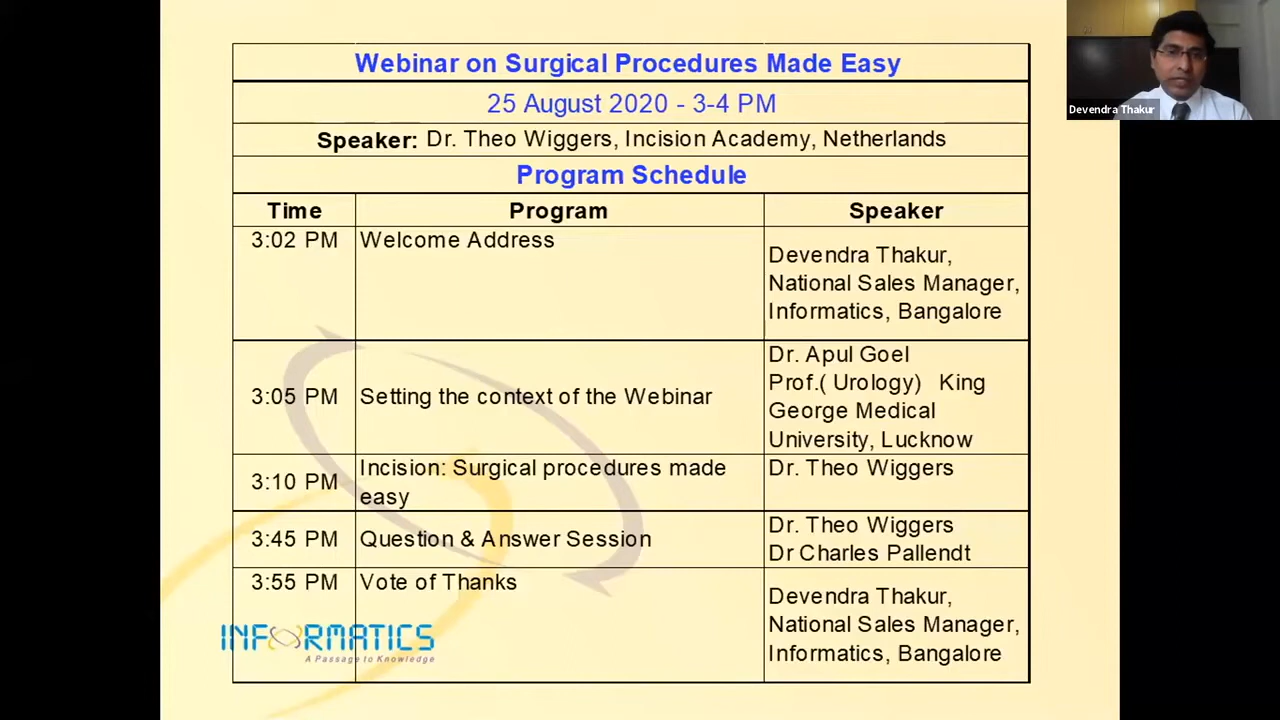 Webinar on Surgical Procedures Made Easy
25 August 2020 - 3-4 PM
Speaker: Dr. Theo Wiggers, Incision Academy, Netherlands
Program Schedule
Time Program Speaker
3:02 PM Welcome Address
Devendra Thakur,
National Sales Manager,
Informatics, Bangalore
3:05 PM Setting the context of the Webinar
Dr. Apul Goel
Prof.( Urology) King
George Medical
University, Lucknow
3:10 PM
Incision: Surgical procedures made
easy
Dr. Theo Wiggers
3:45 PM Question & Answer Session
Dr. Theo Wiggers
Dr Charles Pallendt
3:55 PM Vote of Thanks
Devendra Thakur,
National Sales Manager,
Informatics, Bangalore
INFORMATICS
A Passage to Knowledge
Devendra Thakur